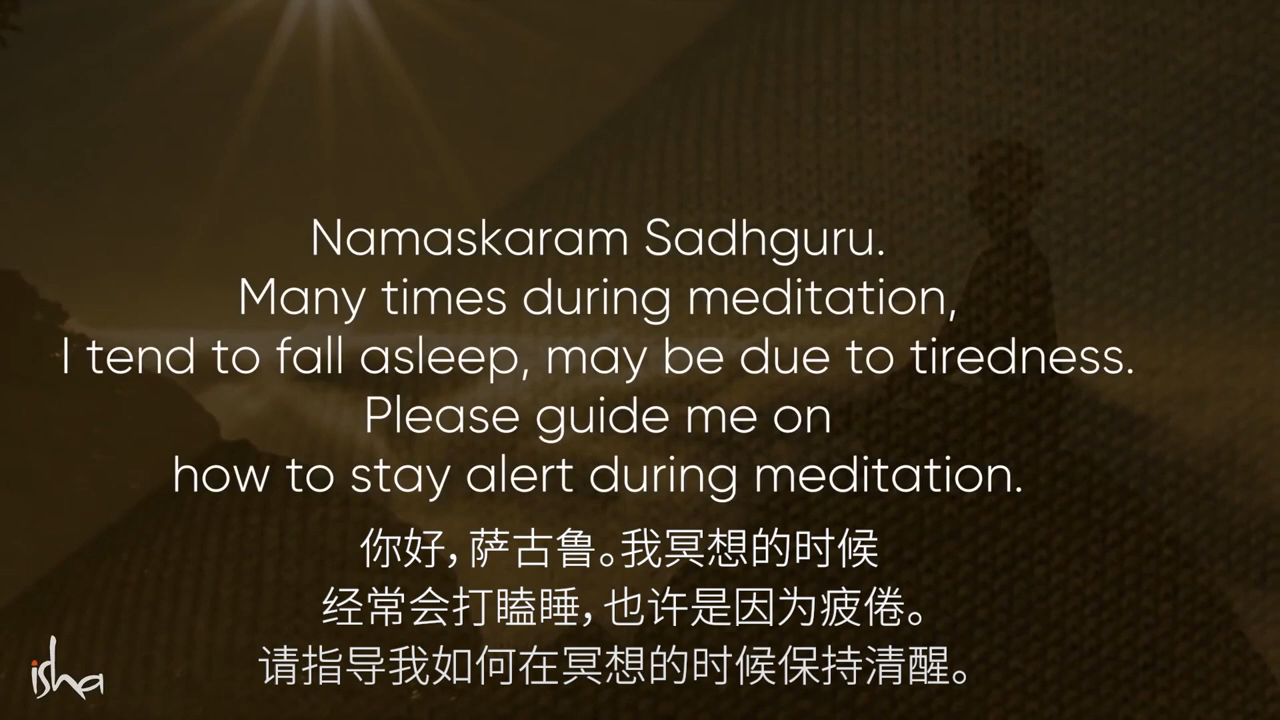 Namaskaram Sadhguru.
Many times during meditation,
I tend to fall asleep, may be due to tiredness.
Please guide me on
how to stay alert during meditation.
你好，萨古鲁。我冥想的时候
经常会打瞌睡，也许是因为疲倦。
请指导我如何在冥想的时候保持清醒。
isha